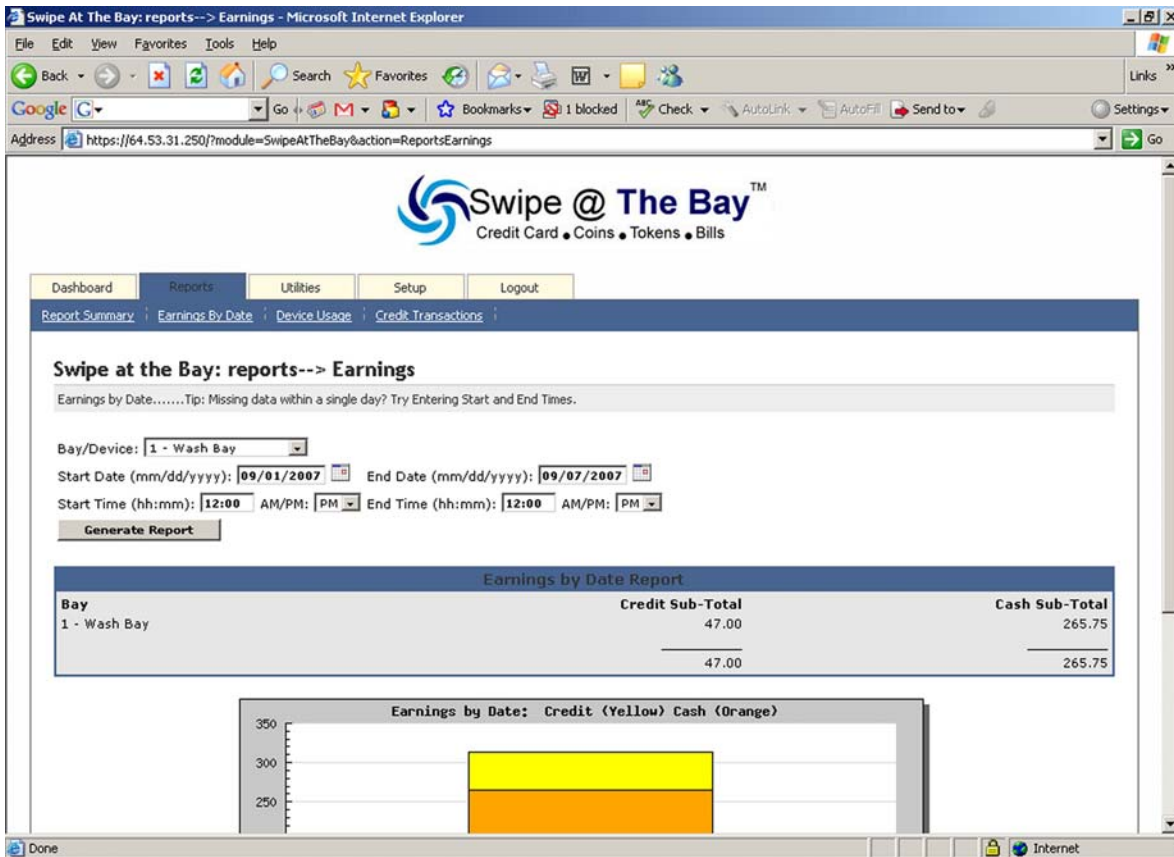 Swipe At The Bay: reports--> Earnings - Microsoft Internet Explorer
File Edit View Favorites Tools Help
Back Search Favorites Links »
Google G Go Bookmarks 1 blocked ABC Check AutoLink AutoFill Send to Settings
Address https://64.53.31.250/?module=SwipeAtTheBay&action=ReportsEarnings Go
Swipe @ The Bay™
Credit Card • Coins • Tokens • Bills
Dashboard Reports Utilities Setup Logout
Report Summary Earnings By Date Device Usage Credit Transactions
Swipe at the Bay: reports--> Earnings
Earnings by Date.......Tip: Missing data within a single day? Try Entering Start and End Times.
Bay/Device: 1 - Wash Bay
Start Date (mm/dd/yyyy): 09/01/2007 End Date (mm/dd/yyyy): 09/07/2007
Start Time (hh:mm): 12:00 AM/PM: PM End Time (hh:mm): 12:00 AM/PM: PM
Generate Report
Earnings by Date Report
Bay Credit Sub-Total Cash Sub-Total
1 - Wash Bay 47.00 265.75
47.00 265.75
Earnings by Date: Credit (Yellow) Cash (Orange)
350
300
250
Done Internet